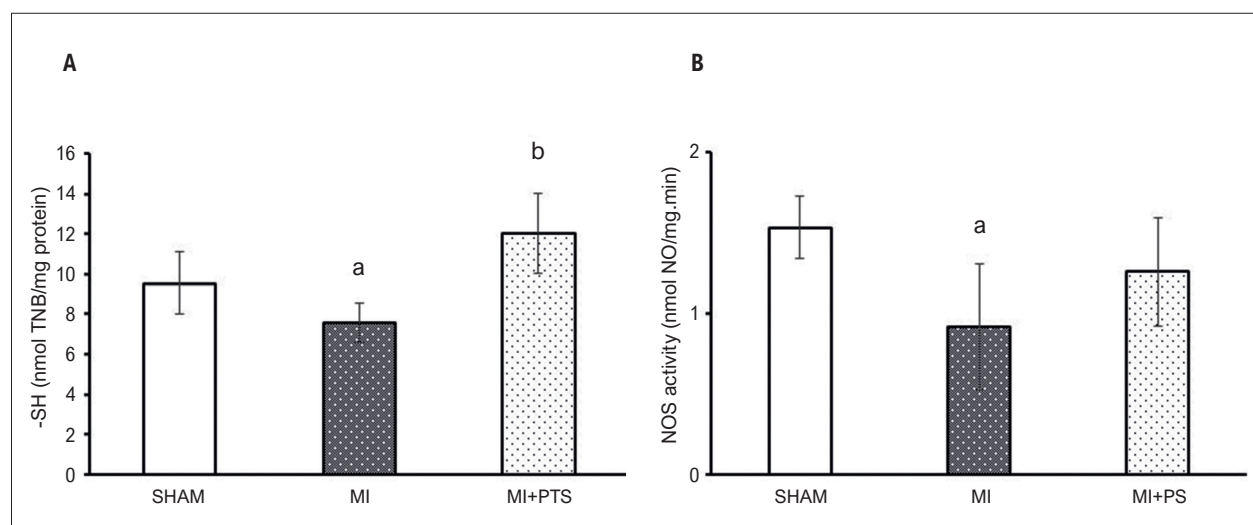 A
-SH (nmol TNB/mg protein)
16
14
12
10
8
6
4
2
0
a
b
SHAM MI MI+PTS
B
NOS activity (nmol NO/mg.min)
2
1
0
a
SHAM MI MI+PS